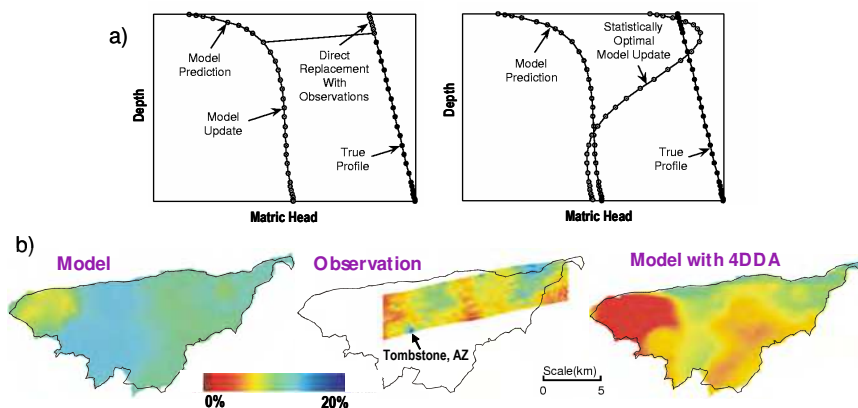 a)
Model
Prediction
Direct
Replacement
With
Observations
Model
Update
True
Profile
Depth
Matric Head
Statistically
Optimal
Model Update
Model
Prediction
True
Profile
Depth
Matric Head
b)
Model
Observation
Model with 4DDA
Tombstone, AZ
0%
20%
Scale(km)
0
5